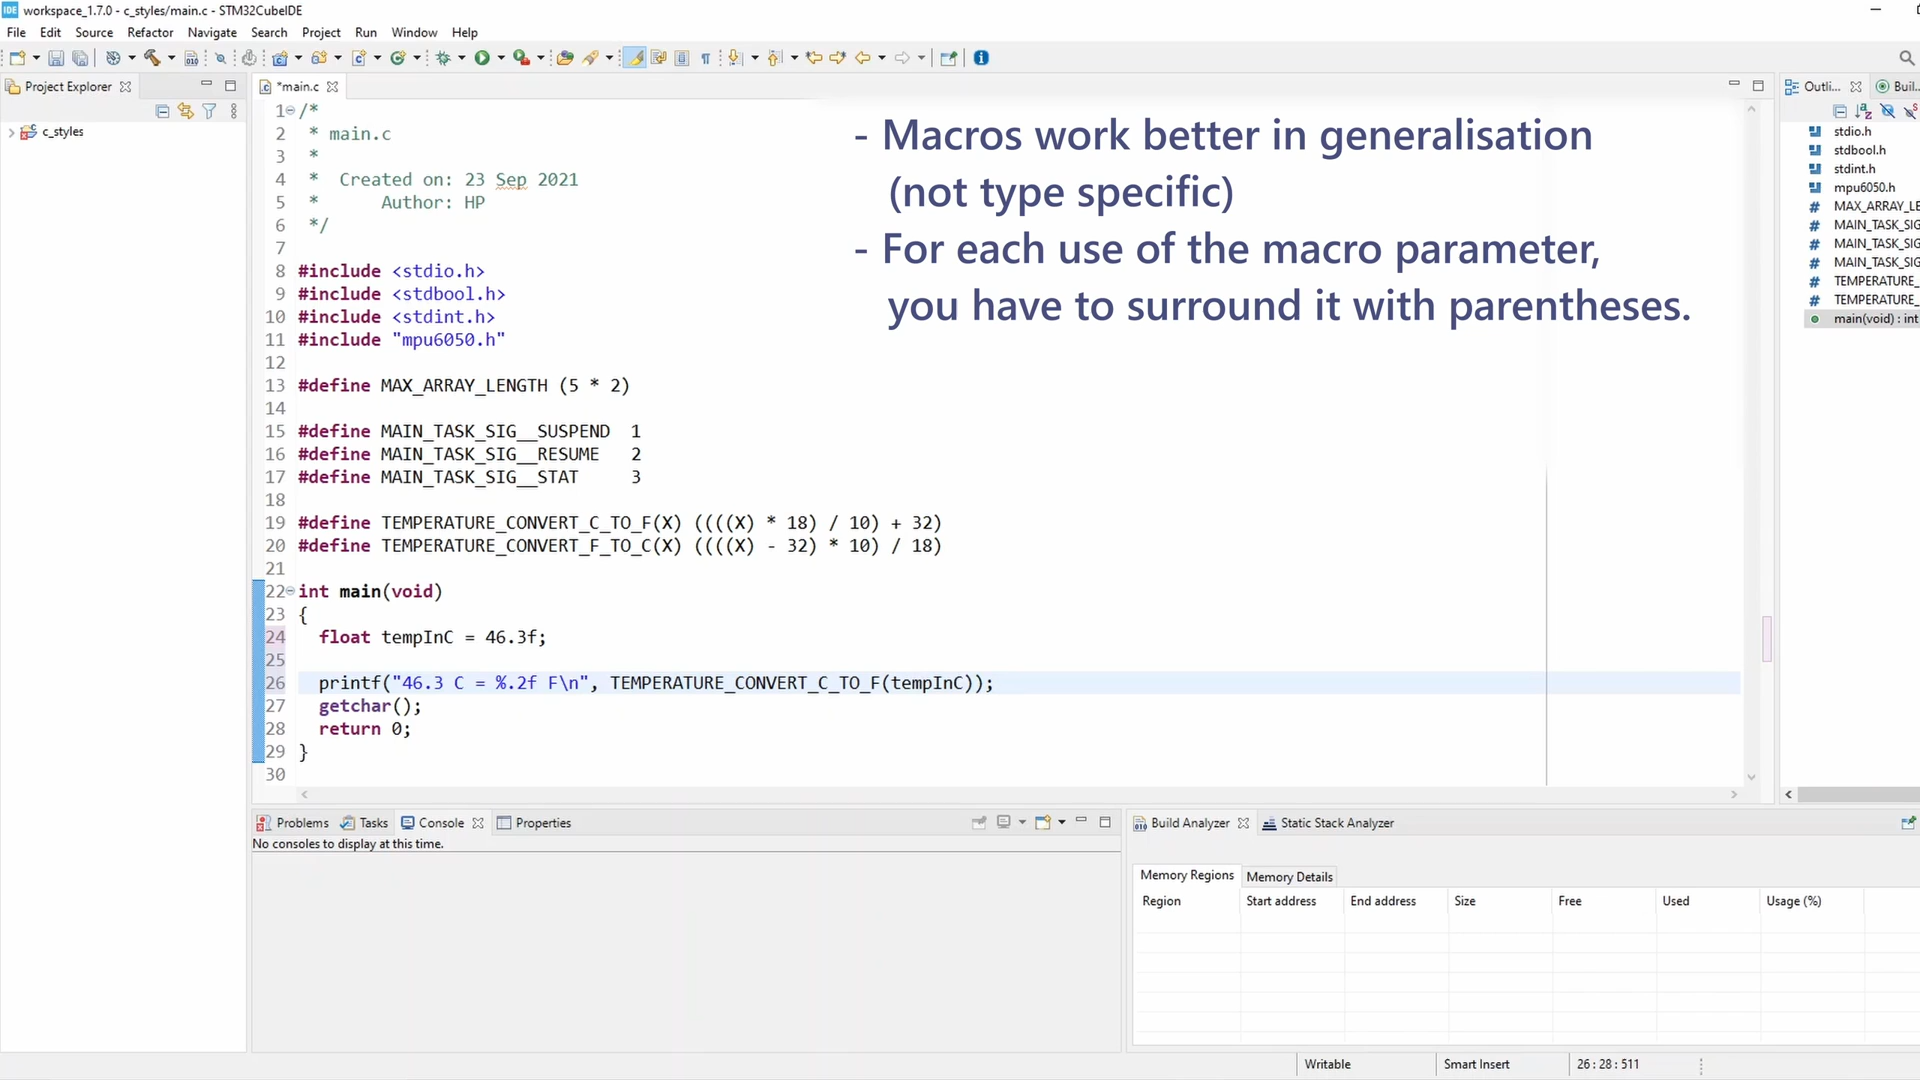 workspace_1.7.0 - c_styles/main.c - STM32CubeIDE
File Edit Source Refactor Navigate Search Project Run Window Help
Project Explorer
c_styles
*main.c
1 /*
2  * main.c
3  *
4  *  Created on: 23 Sep 2021
5  *      Author: HP
6  */
7
8 #include <stdio.h>
9 #include <stdbool.h>
10 #include <stdint.h>
11 #include "mpu6050.h"
12
13 #define MAX_ARRAY_LENGTH (5 * 2)
14
15 #define MAIN_TASK_SIG__SUSPEND  1
16 #define MAIN_TASK_SIG__RESUME   2
17 #define MAIN_TASK_SIG__STAT     3
18
19 #define TEMPERATURE_CONVERT_C_TO_F(X) ((((X) * 18) / 10) + 32)
20 #define TEMPERATURE_CONVERT_F_TO_C(X) ((((X) - 32) * 10) / 18)
21
22 int main(void)
23 {
24   float tempInC = 46.3f;
25
26   printf("46.3 C = %.2f F\n", TEMPERATURE_CONVERT_C_TO_F(tempInC));
27   getchar();
28   return 0;
29 }
30
- Macros work better in generalisation
(not type specific)
- For each use of the macro parameter,
you have to surround it with parentheses.
Outli... Buil...
stdio.h
stdbool.h
stdint.h
mpu6050.h
MAX_ARRAY_LE
MAIN_TASK_SIG
MAIN_TASK_SIG
MAIN_TASK_SIG
TEMPERATURE_
TEMPERATURE_
main(void) : int
Problems Tasks Console Properties
No consoles to display at this time.
Build Analyzer Static Stack Analyzer
Memory Regions Memory Details
Region Start address End address Size Free Used Usage (%)
Writable Smart Insert 26 : 28 : 511